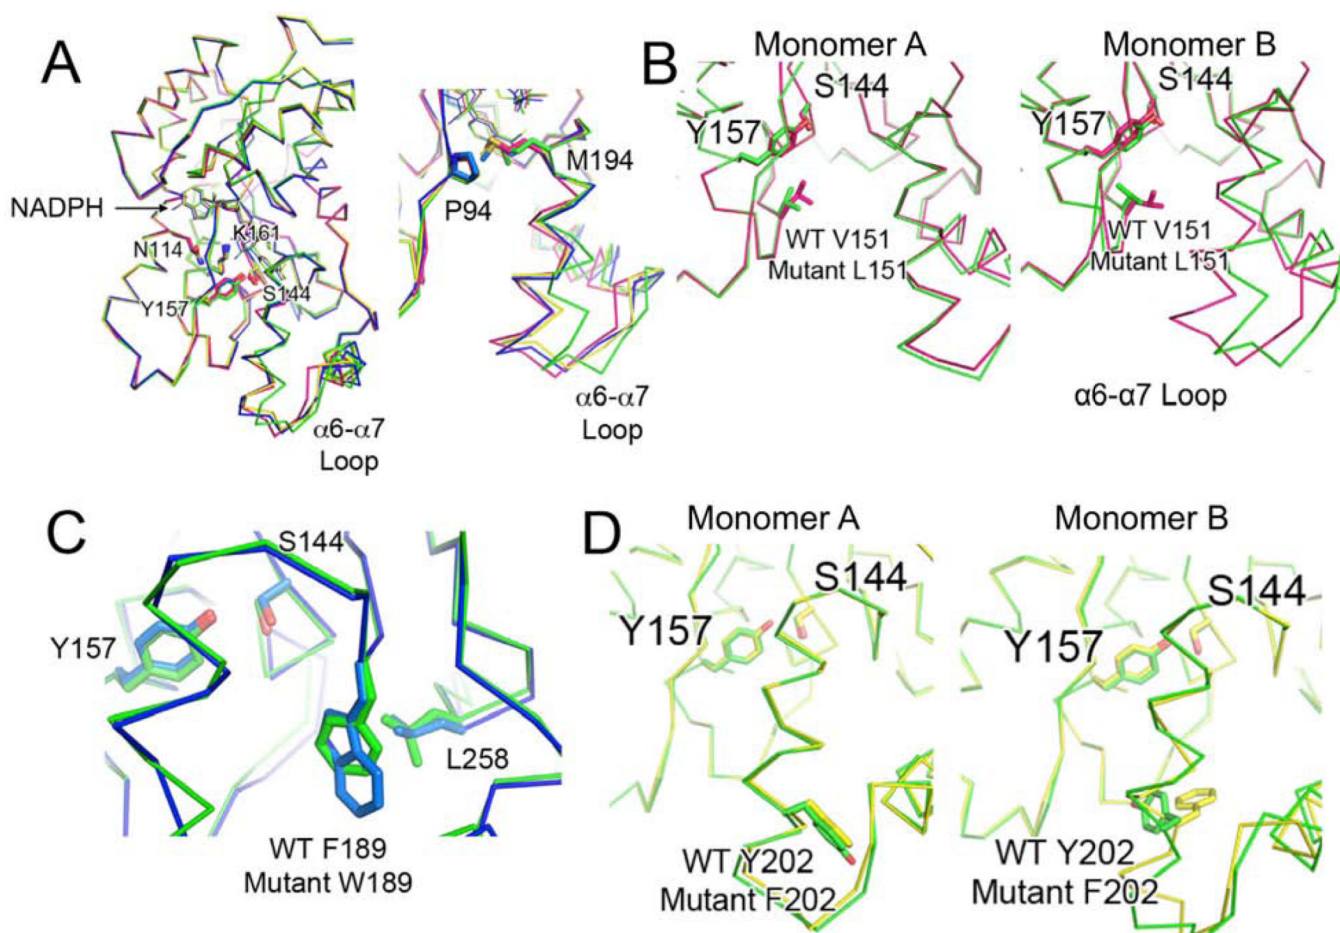 A
NADPH
N114
K161
Y157
S144
α6-α7
Loop
P94
M194
α6-α7
Loop
B
Monomer A
S144
Y157
WT V151
Mutant L151
Monomer B
S144
Y157
WT V151
Mutant L151
α6-α7 Loop
C
S144
Y157
L258
WT F189
Mutant W189
D
Monomer A
S144
Y157
WT Y202
Mutant F202
Monomer B
S144
Y157
WT Y202
Mutant F202